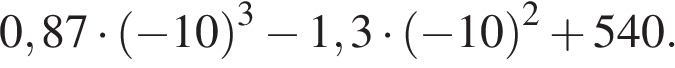 0,87 · (−10)³ − 1,3 · (−10)² + 540.